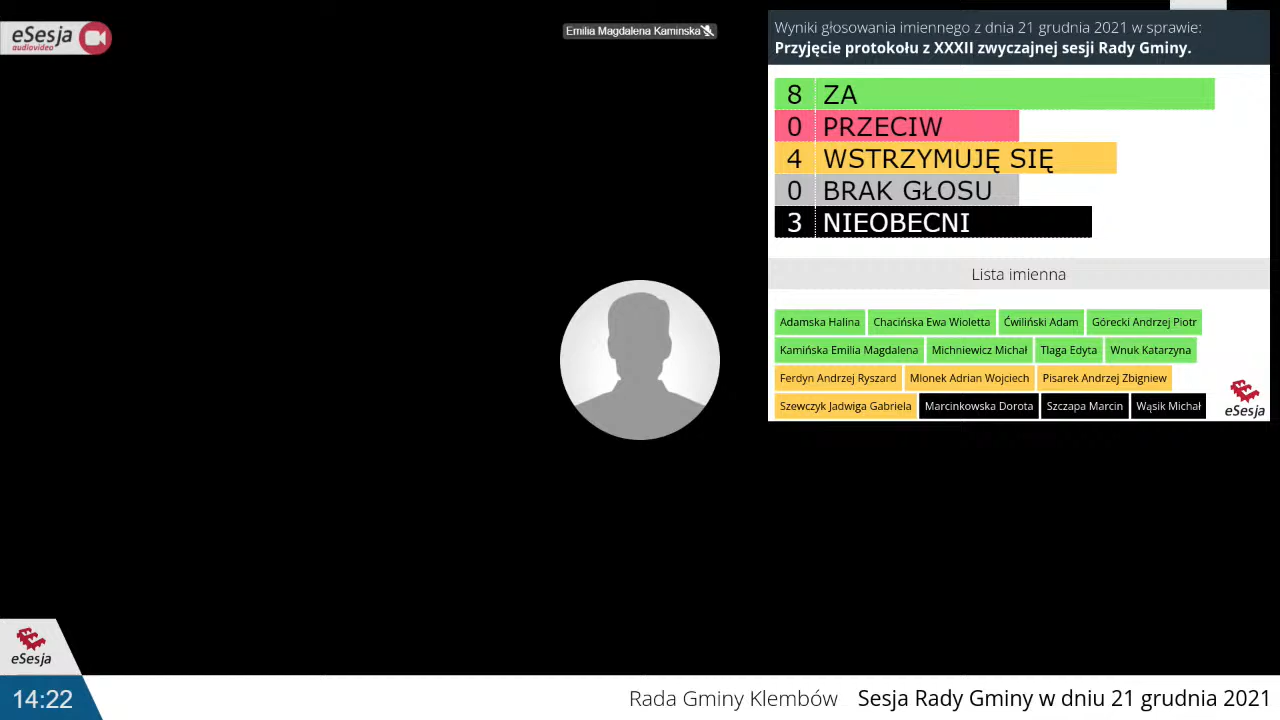 eSesja
audiovideo
Emilia Magdalena Kaminska
Wyniki głosowania imiennego z dnia 21 grudnia 2021 w sprawie:
Przyjęcie protokołu z XXXII zwyczajnej sesji Rady Gminy.
8 ZA
0 PRZECIW
4 WSTRZYMUJĘ SIĘ
0 BRAK GŁOSU
3 NIEOBECNI
Lista imienna
Adamska Halina Chacińska Ewa Wioletta Ćwiliński Adam Górecki Andrzej Piotr
Kamińska Emilia Magdalena Michniewicz Michał Tlaga Edyta Wnuk Katarzyna
Ferdyn Andrzej Ryszard Mlonek Adrian Wojciech Pisarek Andrzej Zbigniew
Szewczyk Jadwiga Gabriela Marcinkowska Dorota Szczapa Marcin Wąsik Michał
eSesja
eSesja
14:22
Rada Gminy Klembów Sesja Rady Gminy w dniu 21 grudnia 2021